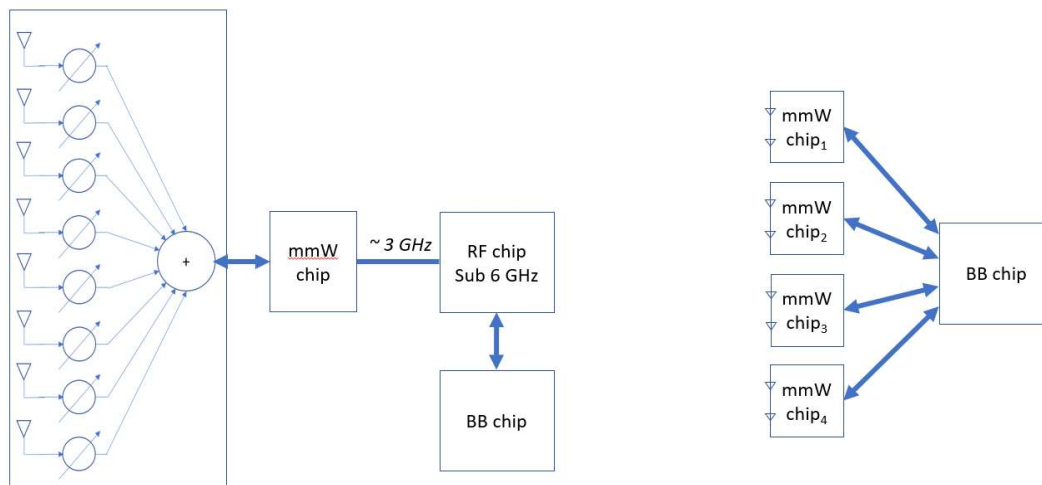 +
mmW
chip
~ 3 GHz
RF chip
Sub 6 GHz
BB chip
mmW
chip₁
mmW
chip₂
mmW
chip₃
mmW
chip₄
BB chip